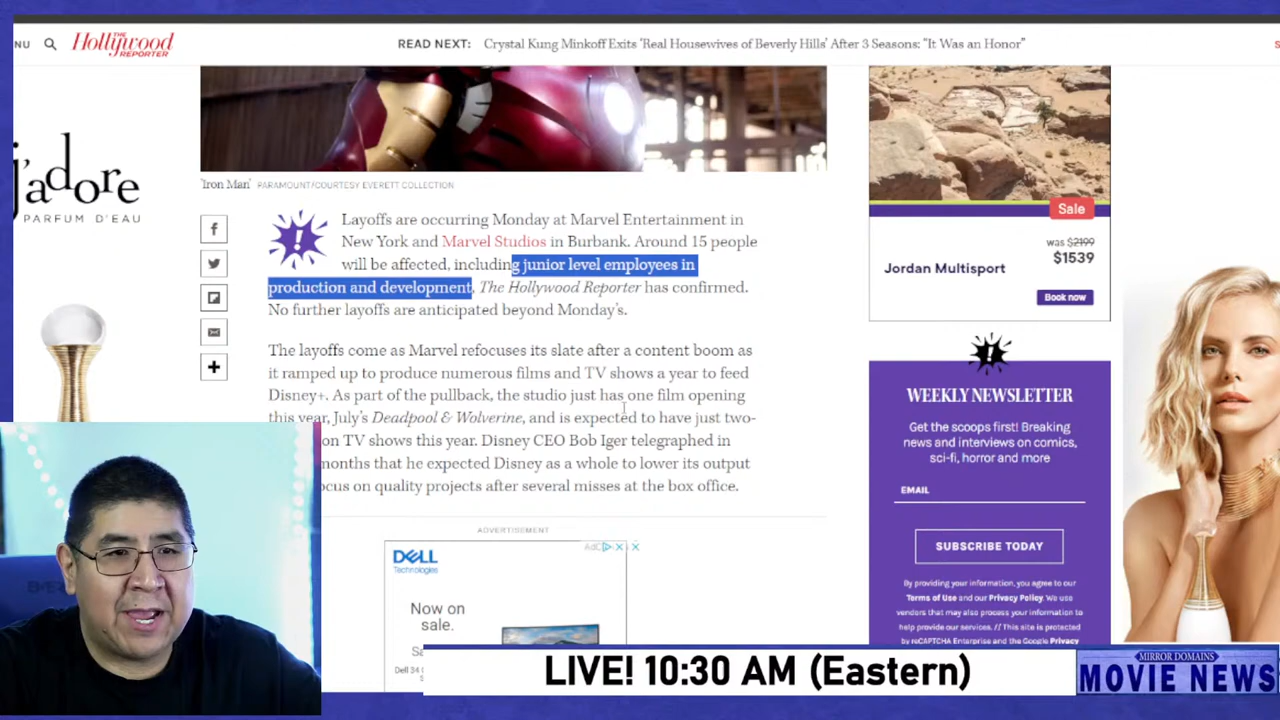 NU
THE
Hollywood
REPORTER
READ NEXT: Crystal Kung Minkoff Exits 'Real Housewives of Beverly Hills' After 3 Seasons: "It Was an Honor"
j'adore
PARFUM D'EAU
'Iron Man' PARAMOUNT/COURTESY EVERETT COLLECTION
Layoffs are occurring Monday at Marvel Entertainment in
New York and Marvel Studios in Burbank. Around 15 people
will be affected, including junior level employees in
production and development, The Hollywood Reporter has confirmed.
No further layoffs are anticipated beyond Monday's.
The layoffs come as Marvel refocuses its slate after a content boom as
it ramped up to produce numerous films and TV shows a year to feed
Disney+. As part of the pullback, the studio just has one film opening
this year, July's Deadpool & Wolverine, and is expected to have just two-
on TV shows this year. Disney CEO Bob Iger telegraphed in
months that he expected Disney as a whole to lower its output
ocus on quality projects after several misses at the box office.
ADVERTISEMENT
DELL
Technologies
Now on
sale.
Dell
Sale
was $2199
$1539
Jordan Multisport
Book now
WEEKLY NEWSLETTER
Get the scoops first! Breaking
news and interviews on comics,
sci-fi, horror and more
EMAIL
SUBSCRIBE TODAY
By providing your information, you agree to our
Terms of Use and our Privacy Policy. We use
vendors that may also process your information to
help provide our services. // This site is protected
by reCAPTCHA Enterprise and the Google Privacy
LIVE! 10:30 AM (Eastern)
MIRROR DOMAINS
MOVIE NEWS